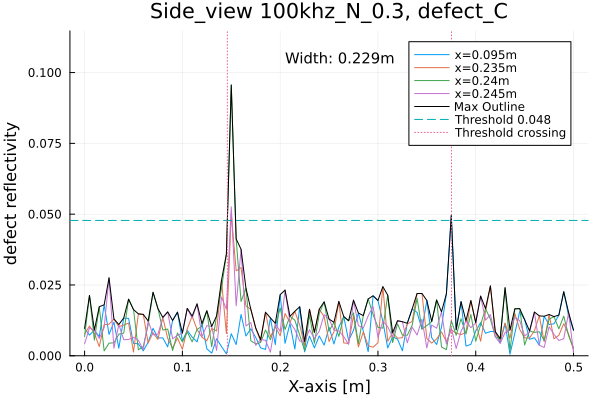 Side_view 100khz_N_0.3, defect_C
Width: 0.229m
x=0.095m
x=0.235m
x=0.24m
x=0.245m
Max Outline
Threshold 0.048
Threshold crossing
defect reflectivity
0.100
0.075
0.050
0.025
0.000
0.0 0.1 0.2 0.3 0.4 0.5
X-axis [m]